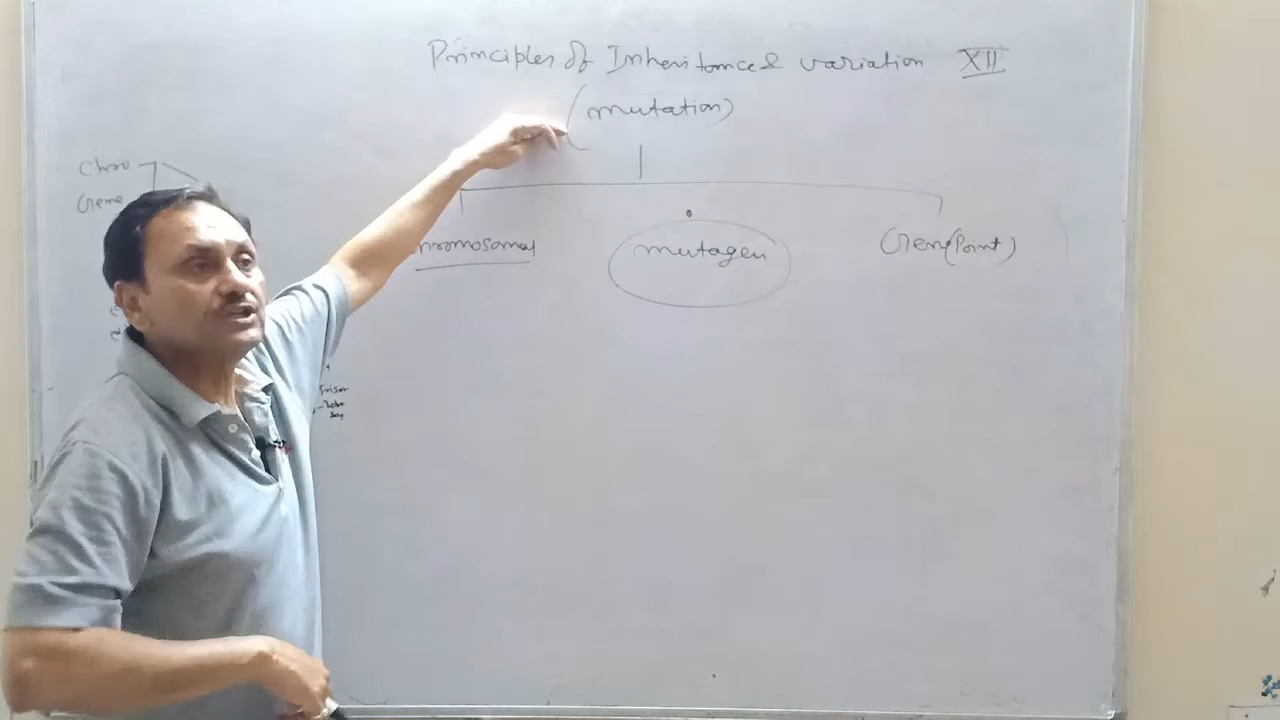 Principles of Inheritance & variation XII
(mutation)
Chro
Gene
hromosomal
mutagen
Gene(Point)